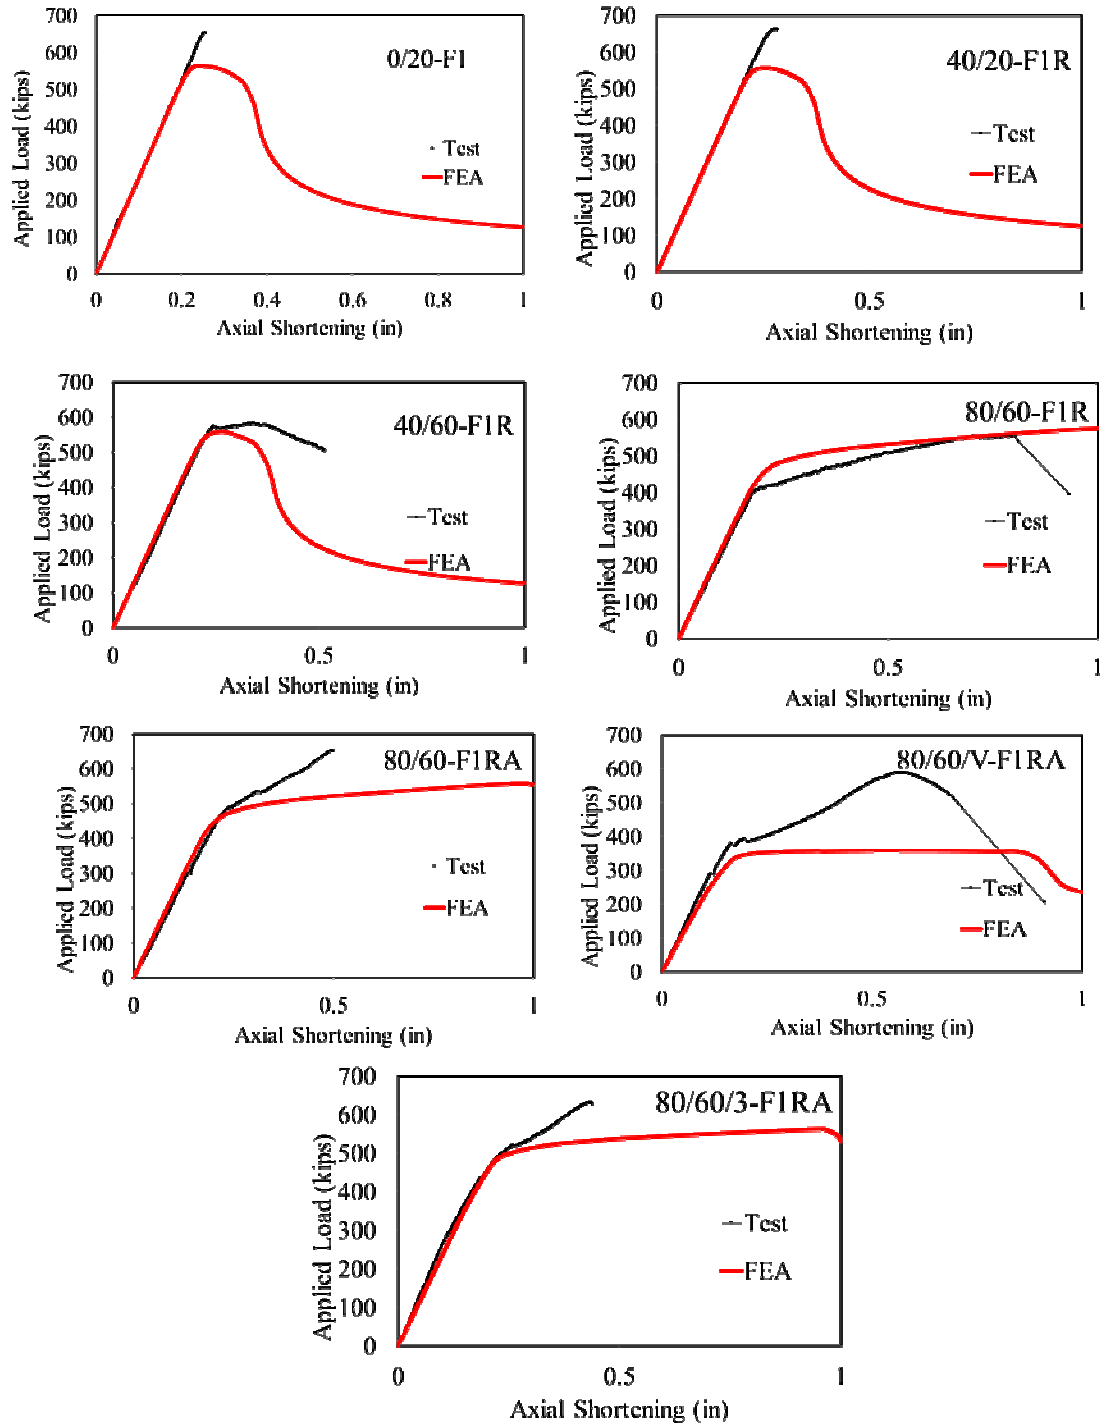 700
600
500
400
300
200
100
0
Applied Load (kips)
0/20-F1
Test
FEA
0
0.2
0.4
0.6
0.8
1
Axial Shortening (in)
700
600
500
400
300
200
100
0
Applied Load (kips)
40/20-F1R
Test
FEA
0
0.5
1
Axial Shortening (in)
700
600
500
400
300
200
100
0
Applied Load (kips)
40/60-F1R
Test
FEA
0
0.5
1
Axial Shortening (in)
700
600
500
400
300
200
100
0
Applied Load (kips)
80/60-F1R
Test
FEA
0
0.5
1
Axial Shortening (in)
700
600
500
400
300
200
100
0
Applied Load (kips)
80/60-F1RA
Test
FEA
0
0.5
1
Axial Shortening (in)
700
600
500
400
300
200
100
0
Applied Load (kips)
80/60/V-F1RA
Test
FEA
0
0.5
1
Axial Shortening (in)
700
600
500
400
300
200
100
0
Applied Load (kips)
80/60/3-F1RA
Test
FEA
0
0.5
1
Axial Shortening (in)